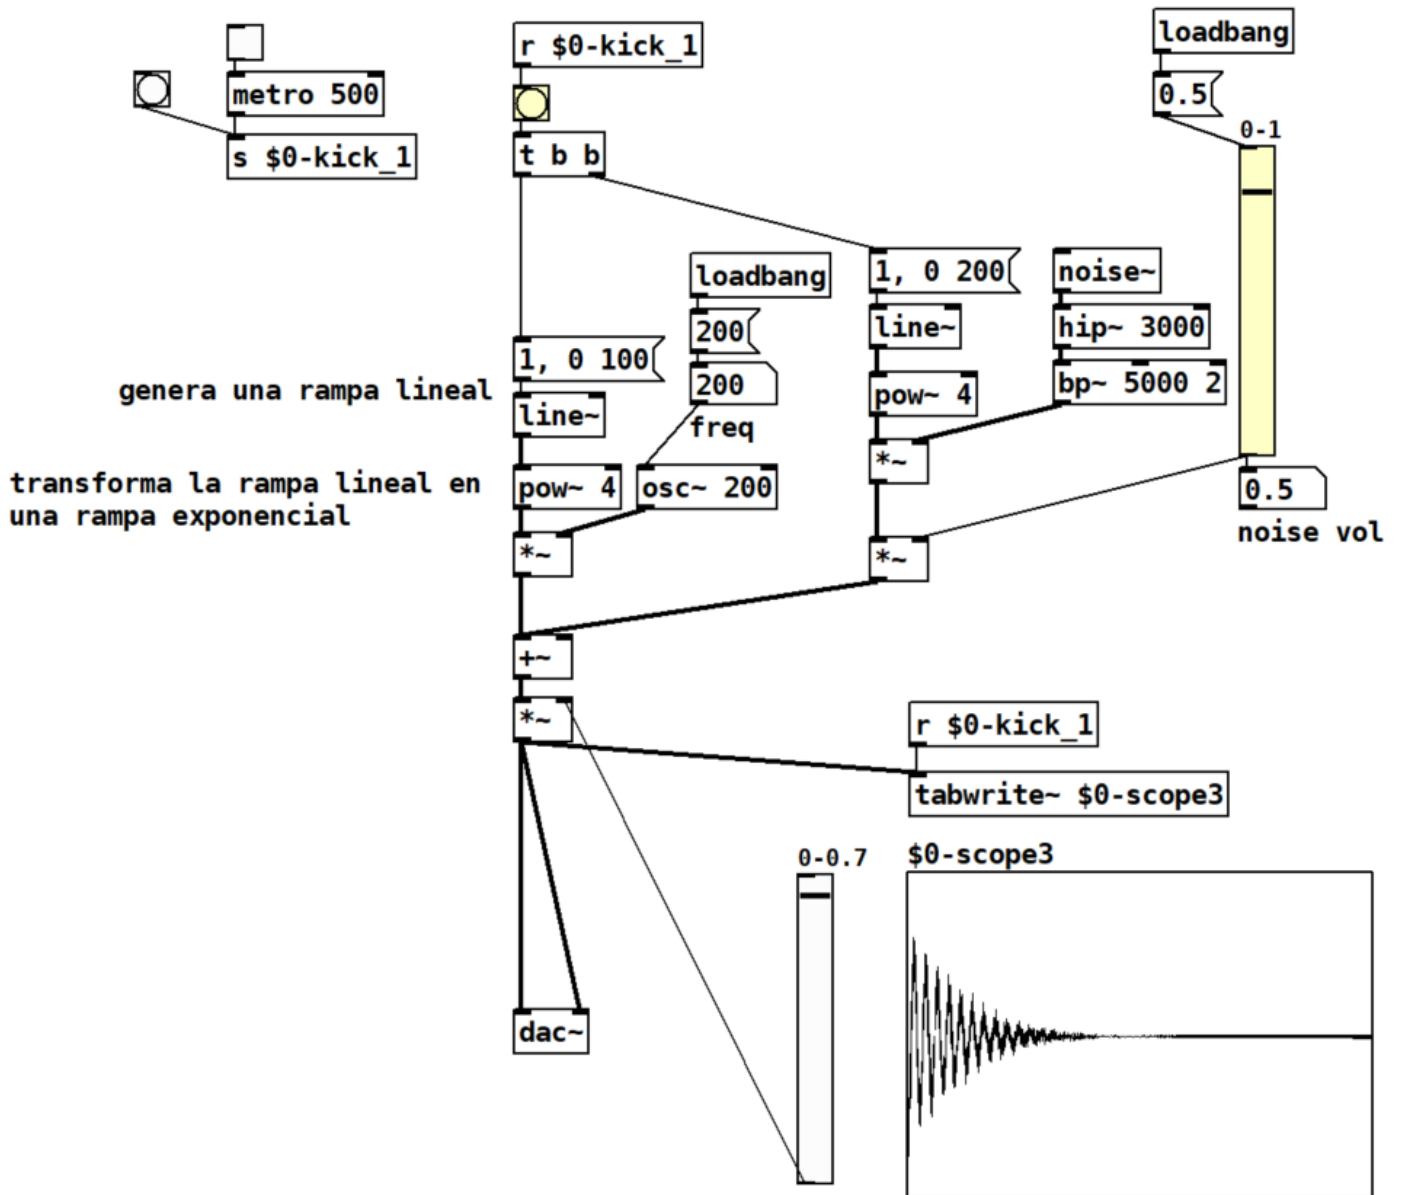 r $0-kick_1
loadbang
metro 500
0.5
0-1
s $0-kick_1
t b b
loadbang
1, 0 200
noise~
200
line~
hip~ 3000
1, 0 100
200
pow~ 4
bp~ 5000 2
genera una rampa lineal
line~
freq
*~
transforma la rampa lineal en
una rampa exponencial
pow~ 4
osc~ 200
0.5
noise vol
*~
*~
+~
*~
r $0-kick_1
tabwrite~ $0-scope3
0-0.7
$0-scope3
dac~